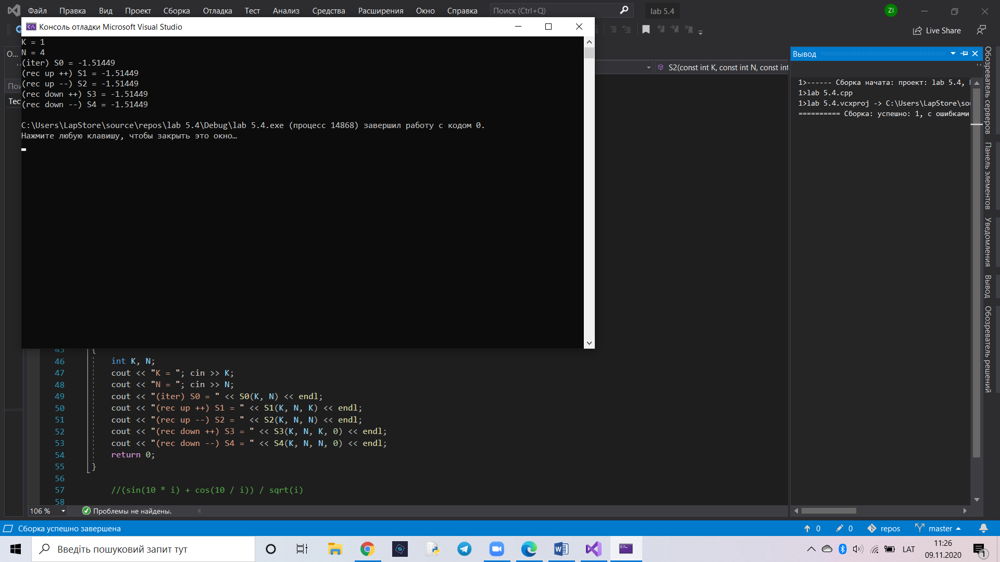 Файл Правка Вид Проект Сборка Отладка Тест Анализ Средства Расширения Окно Справка Поиск (Ctrl+Q) lab 5.4 ZI
Консоль отладки Microsoft Visual Studio
Live Share
K = 1
N = 4
(iter) S0 = -1.51449
(rec up ++) S1 = -1.51449
(rec up --) S2 = -1.51449
(rec down ++) S3 = -1.51449
(rec down --) S4 = -1.51449
C:\Users\LapStore\source\repos\lab 5.4\Debug\lab 5.4.exe (процесс 14868) завершил работу с кодом 0.
Нажмите любую клавишу, чтобы закрыть это окно…
О...
Пои
Тес
S2(const int K, const int N, const int
Вывод
1>------ Сборка начата: проект: lab 5.4,
1>lab 5.4.cpp
1>lab 5.4.vcxproj -> C:\Users\LapStore\sou
========== Сборка: успешно: 1, с ошибками
Обозреватель серверов
Панель элементов
Уведомления
Вывод
Обозреватель решений
45 {
46 int K, N;
47 cout << "K = "; cin >> K;
48 cout << "N = "; cin >> N;
49 cout << "(iter) S0 = " << S0(K, N) << endl;
50 cout << "(rec up ++) S1 = " << S1(K, N, K) << endl;
51 cout << "(rec up --) S2 = " << S2(K, N, N) << endl;
52 cout << "(rec down ++) S3 = " << S3(K, N, K, 0) << endl;
53 cout << "(rec down --) S4 = " << S4(K, N, N, 0) << endl;
54 return 0;
55 }
56
57 //(sin(10 * i) + cos(10 / i)) / sqrt(i)
58
106 % Проблемы не найдены.
Сборка успешно завершена 0 0 repos master
Введіть пошуковий запит тут
LAT
11:26
09.11.2020
1